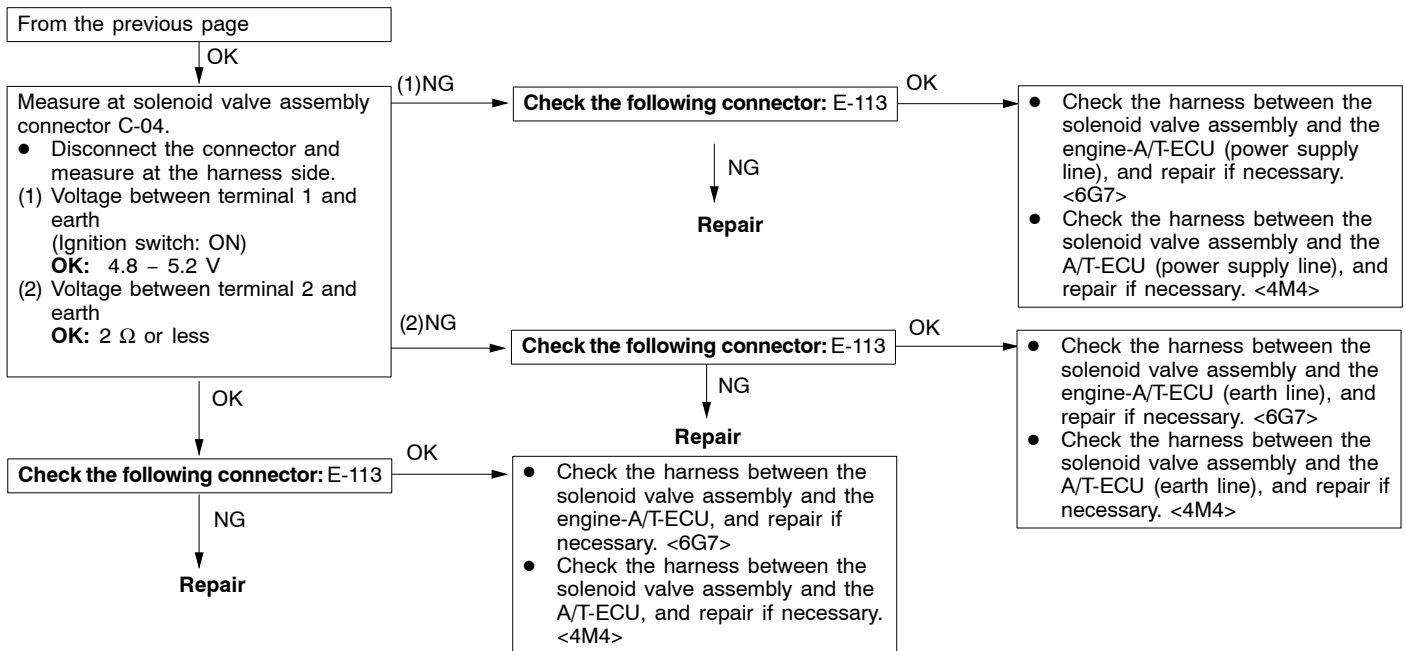 From the previous page
OK
Measure at solenoid valve assembly
connector C-04.
● Disconnect the connector and
measure at the harness side.
(1) Voltage between terminal 1 and
earth
(Ignition switch: ON)
OK: 4.8 – 5.2 V
(2) Voltage between terminal 2 and
earth
OK: 2 Ω or less
(1)NG
Check the following connector: E-113
OK
● Check the harness between the
solenoid valve assembly and the
engine-A/T-ECU (power supply
line), and repair if necessary.
<6G7>
● Check the harness between the
solenoid valve assembly and the
A/T-ECU (power supply line), and
repair if necessary. <4M4>
NG
Repair
(2)NG
Check the following connector: E-113
OK
● Check the harness between the
solenoid valve assembly and the
engine-A/T-ECU (earth line), and
repair if necessary. <6G7>
● Check the harness between the
solenoid valve assembly and the
A/T-ECU (earth line), and repair if
necessary. <4M4>
NG
Repair
OK
Check the following connector: E-113
OK
● Check the harness between the
solenoid valve assembly and the
engine-A/T-ECU, and repair if
necessary. <6G7>
● Check the harness between the
solenoid valve assembly and the
A/T-ECU, and repair if necessary.
<4M4>
NG
Repair